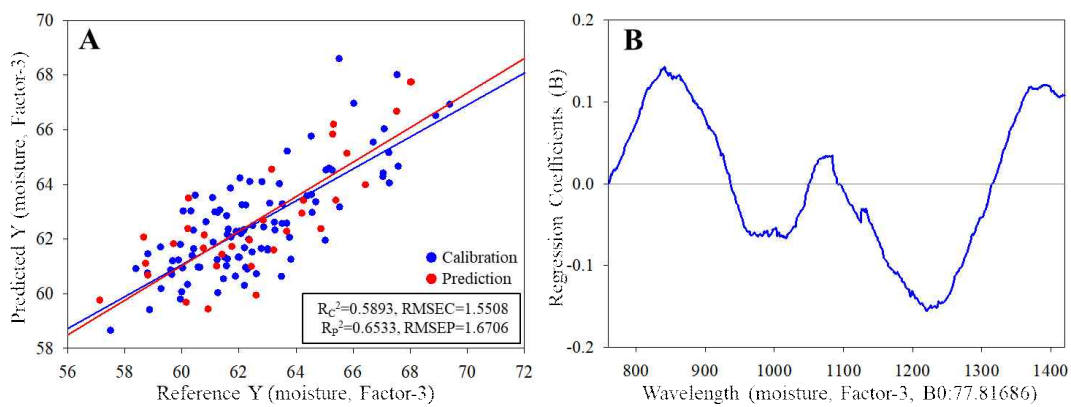 A
70
68
66
64
62
60
58
56
58
60
62
64
66
68
70
72
Predicted Y (moisture, Factor-3)
Reference Y (moisture, Factor-3)
Calibration
Prediction
RC²=0.5893, RMSEC=1.5508
RP²=0.6533, RMSEP=1.6706
B
0.2
0.1
0.0
-0.1
-0.2
800
900
1000
1100
1200
1300
1400
Regression Coefficients (B)
Wavelength (moisture, Factor-3, B0:77.81686)